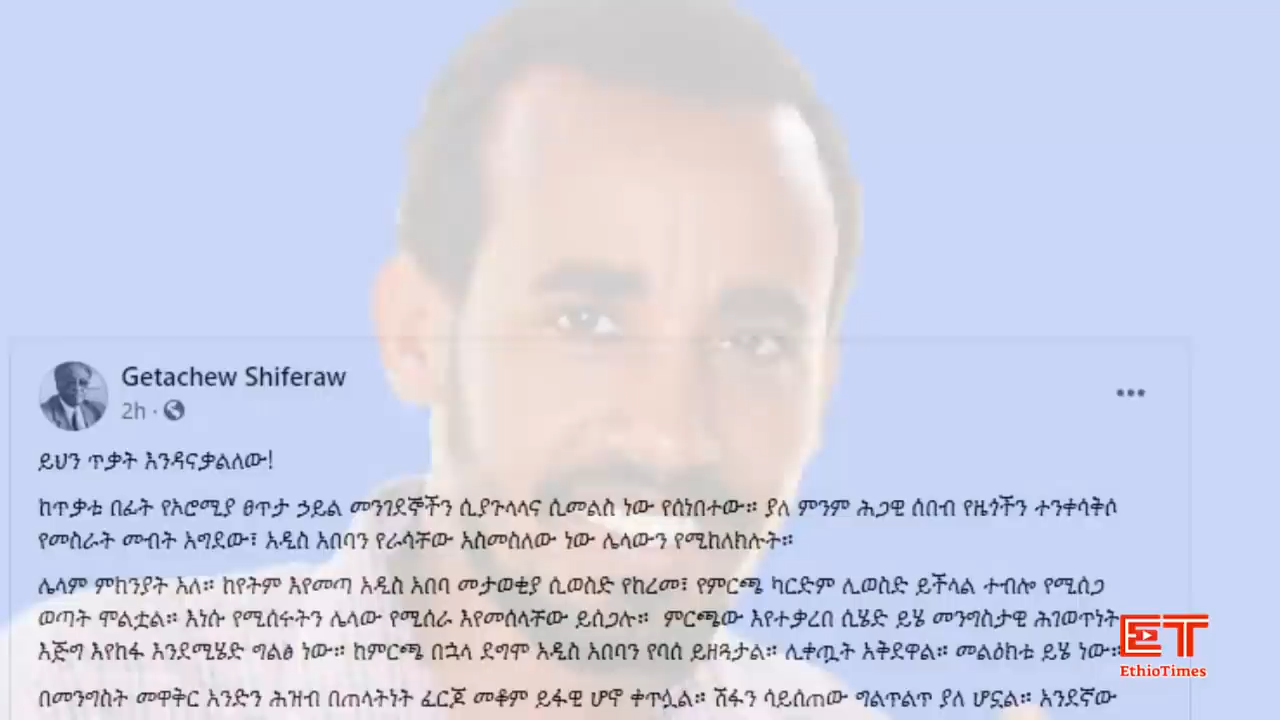 Getachew Shiferaw
2h ·
ይህን ጥቃት እንዳናቃልለው!
ከጥቃቱ በፊት የኦሮሚያ ፀጥታ ኃይል መንገደኞችን ሲያጉላላና ሲመልስ ነው የሰነበተው። ያለ ምንም ሕጋዊ ሰበብ የዜጎችን ተንቀሳቅሶ
የመስራት መብት አግደው፣ አዲስ አበባን የራሳቸው አስመስለው ነው ሌላውን የሚከለክሉት።
ሌላም ምክንያት አለ። ከየትም እየመጣ አዲስ አበባ መታወቂያ ሲወስድ የከረመ፣ የምርጫ ካርድም ሊወስድ ይችላል ተብሎ የሚሰጋ
ወጣት ሞልቷል። እነሱ የሚሰሩትን ሌላው የሚሰራ እየመሰላቸው ይሰጋሉ። ምርጫው እየተቃረበ ሲሄድ ይሄ መንግስታዊ ሕገወጥነት
እጅግ እየከፋ እንደሚሄድ ግልፅ ነው። ከምርጫ በኋላ ደግሞ አዲስ አበባን የባሰ ይዘጓታል። ሊቀጧት አቅደዋል። መልዕክቱ ይሄ ነው።
በመንግስት መዋቅር አንድን ሕዝብ በጠላትነት ፈርጆ መቆም ይፋዊ ሆኖ ቀጥሏል። ሽፋን ሳይሰጠው ግልጥልጥ ያለ ሆኗል። አንደኛው
ET
EthioTimes